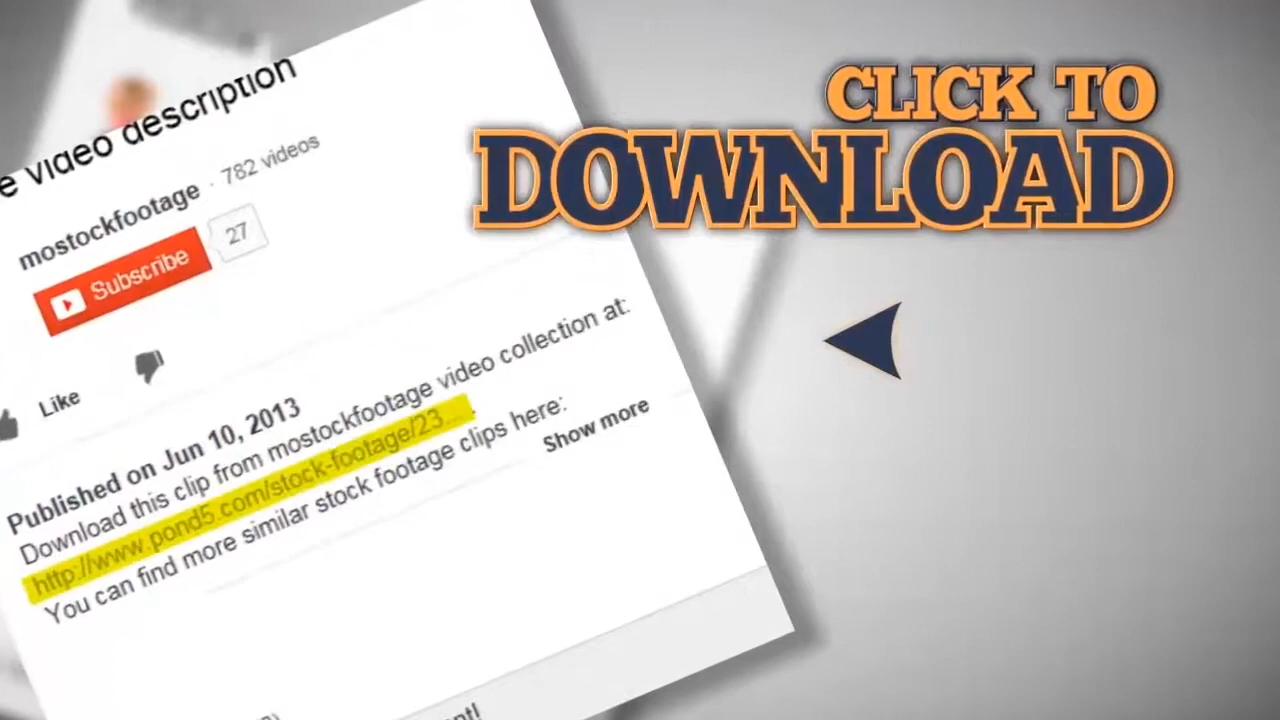 CLICK TO
DOWNLOAD
e video description
mostockfootage · 782 videos
Subscribe
27
Like
Published on Jun 10, 2013
Download this clip from mostockfootage video collection at:
http://www.pond5.com/stock-footage/23... .
You can find more similar stock footage clips here:
Show more